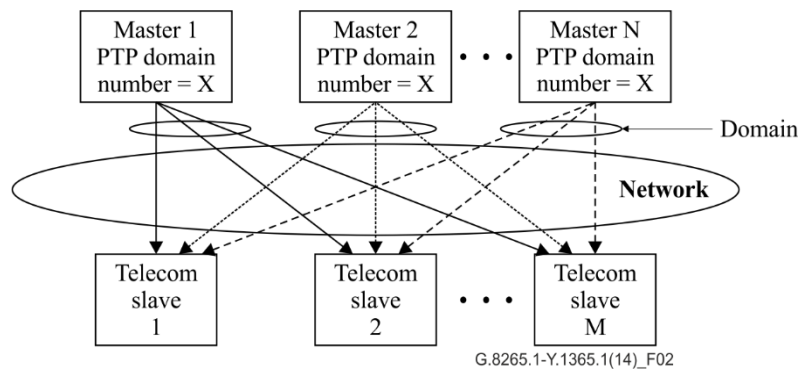 Master 1
PTP domain
number = X
Master 2
PTP domain
number = X
• • •
Master N
PTP domain
number = X
Domain
Network
Telecom
slave
1
Telecom
slave
2
• • •
Telecom
slave
M
G.8265.1-Y.1365.1(14)_F02